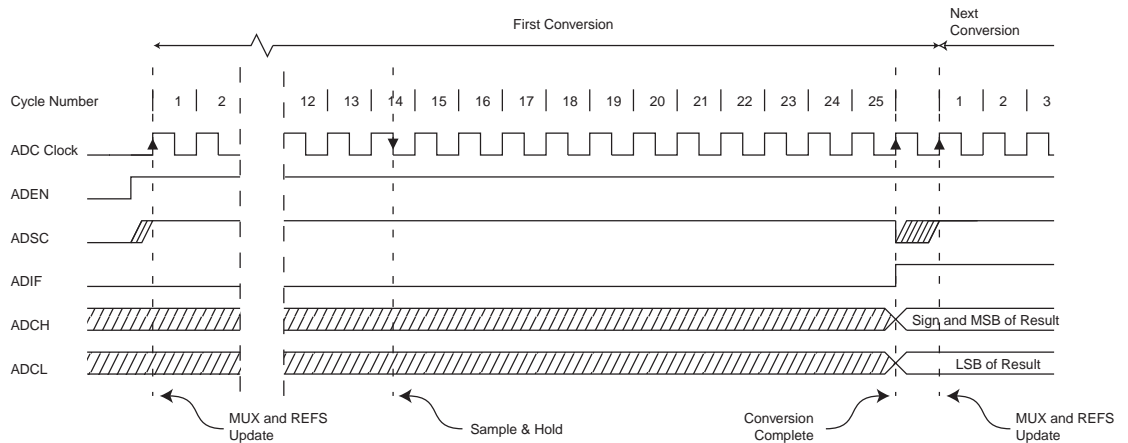 First Conversion
Next
Conversion
Cycle Number 1 2 12 13 14 15 16 17 18 19 20 21 22 23 24 25 1 2 3
ADC Clock
ADEN
ADSC
ADIF
ADCH Sign and MSB of Result
ADCL LSB of Result
MUX and REFS
Update
Sample & Hold
Conversion
Complete
MUX and REFS
Update